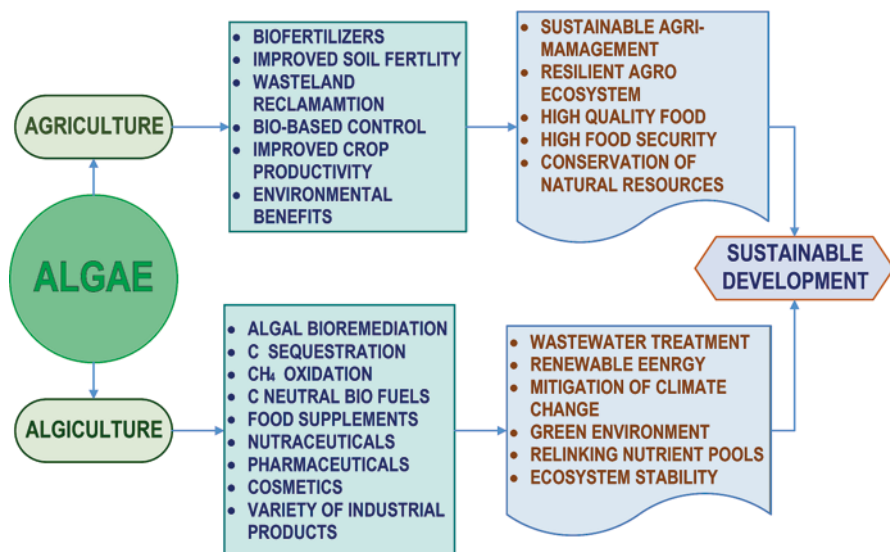 ALGAE
AGRICULTURE
• BIOFERTILIZERS
• IMPROVED SOIL FERTLITY
• WASTELAND
RECLAMAMTION
• BIO-BASED CONTROL
• IMPROVED CROP
PRODUCTIVITY
• ENVIRONMENTAL
BENEFITS
• SUSTAINABLE AGRI-
MAMAGEMENT
• RESILIENT AGRO
ECOSYSTEM
• HIGH QUALITY FOOD
• HIGH FOOD SECURITY
• CONSERVATION OF
NATURAL RESOURCES
ALGICULTURE
• ALGAL BIOREMEDIATION
• C SEQUESTRATION
• CH₄ OXIDATION
• C NEUTRAL BIO FUELS
• FOOD SUPPLEMENTS
• NUTRACEUTICALS
• PHARMACEUTICALS
• COSMETICS
• VARIETY OF INDUSTRIAL
PRODUCTS
• WASTEWATER TREATMENT
• RENEWABLE EENRGY
• MITIGATION OF CLIMATE
CHANGE
• GREEN ENVIRONMENT
• RELINKING NUTRIENT POOLS
• ECOSYSTEM STABILITY
SUSTAINABLE
DEVELOPMENT